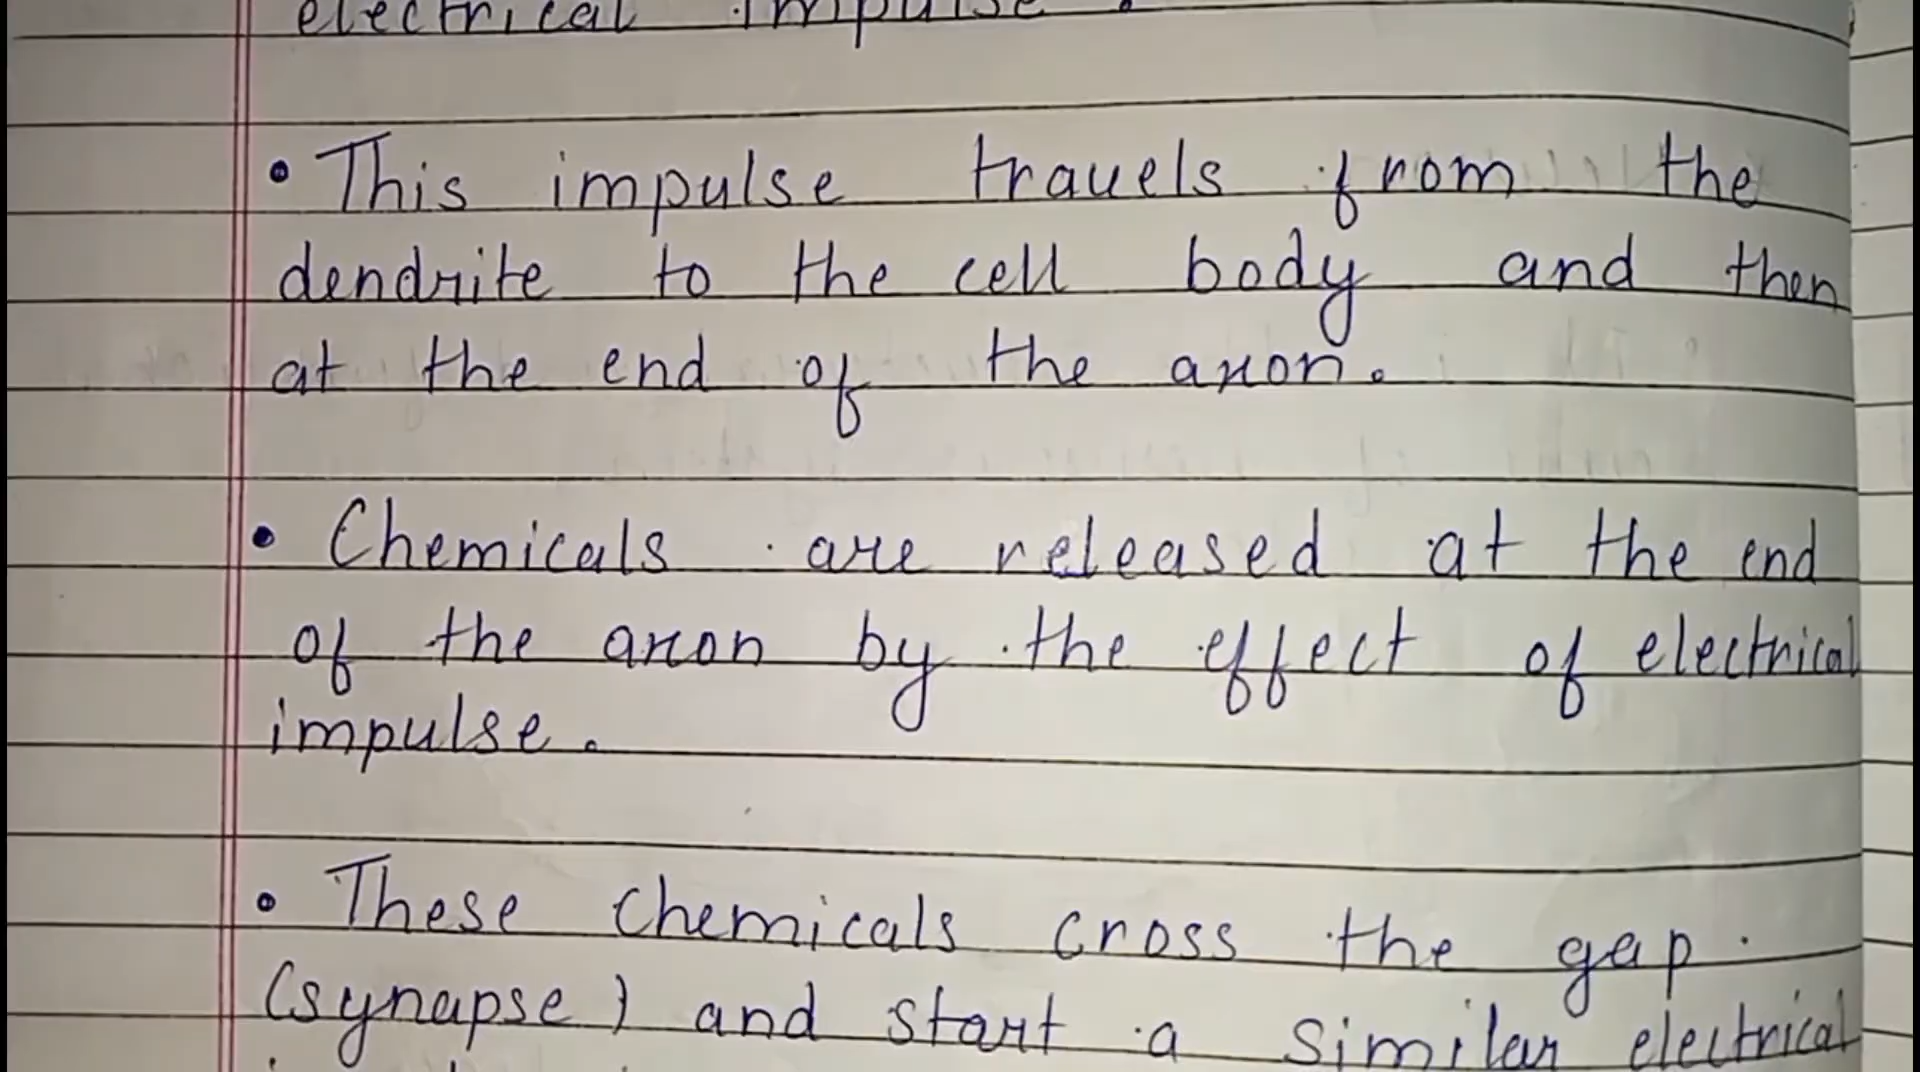 electrical impulse.
• This impulse travels from the
dendrite to the cell body and then
at the end of the axon.
• Chemicals are released at the end
of the axon by the effect of electrical
impulse.
• These chemicals cross the gap
(synapse) and start a similar electrical